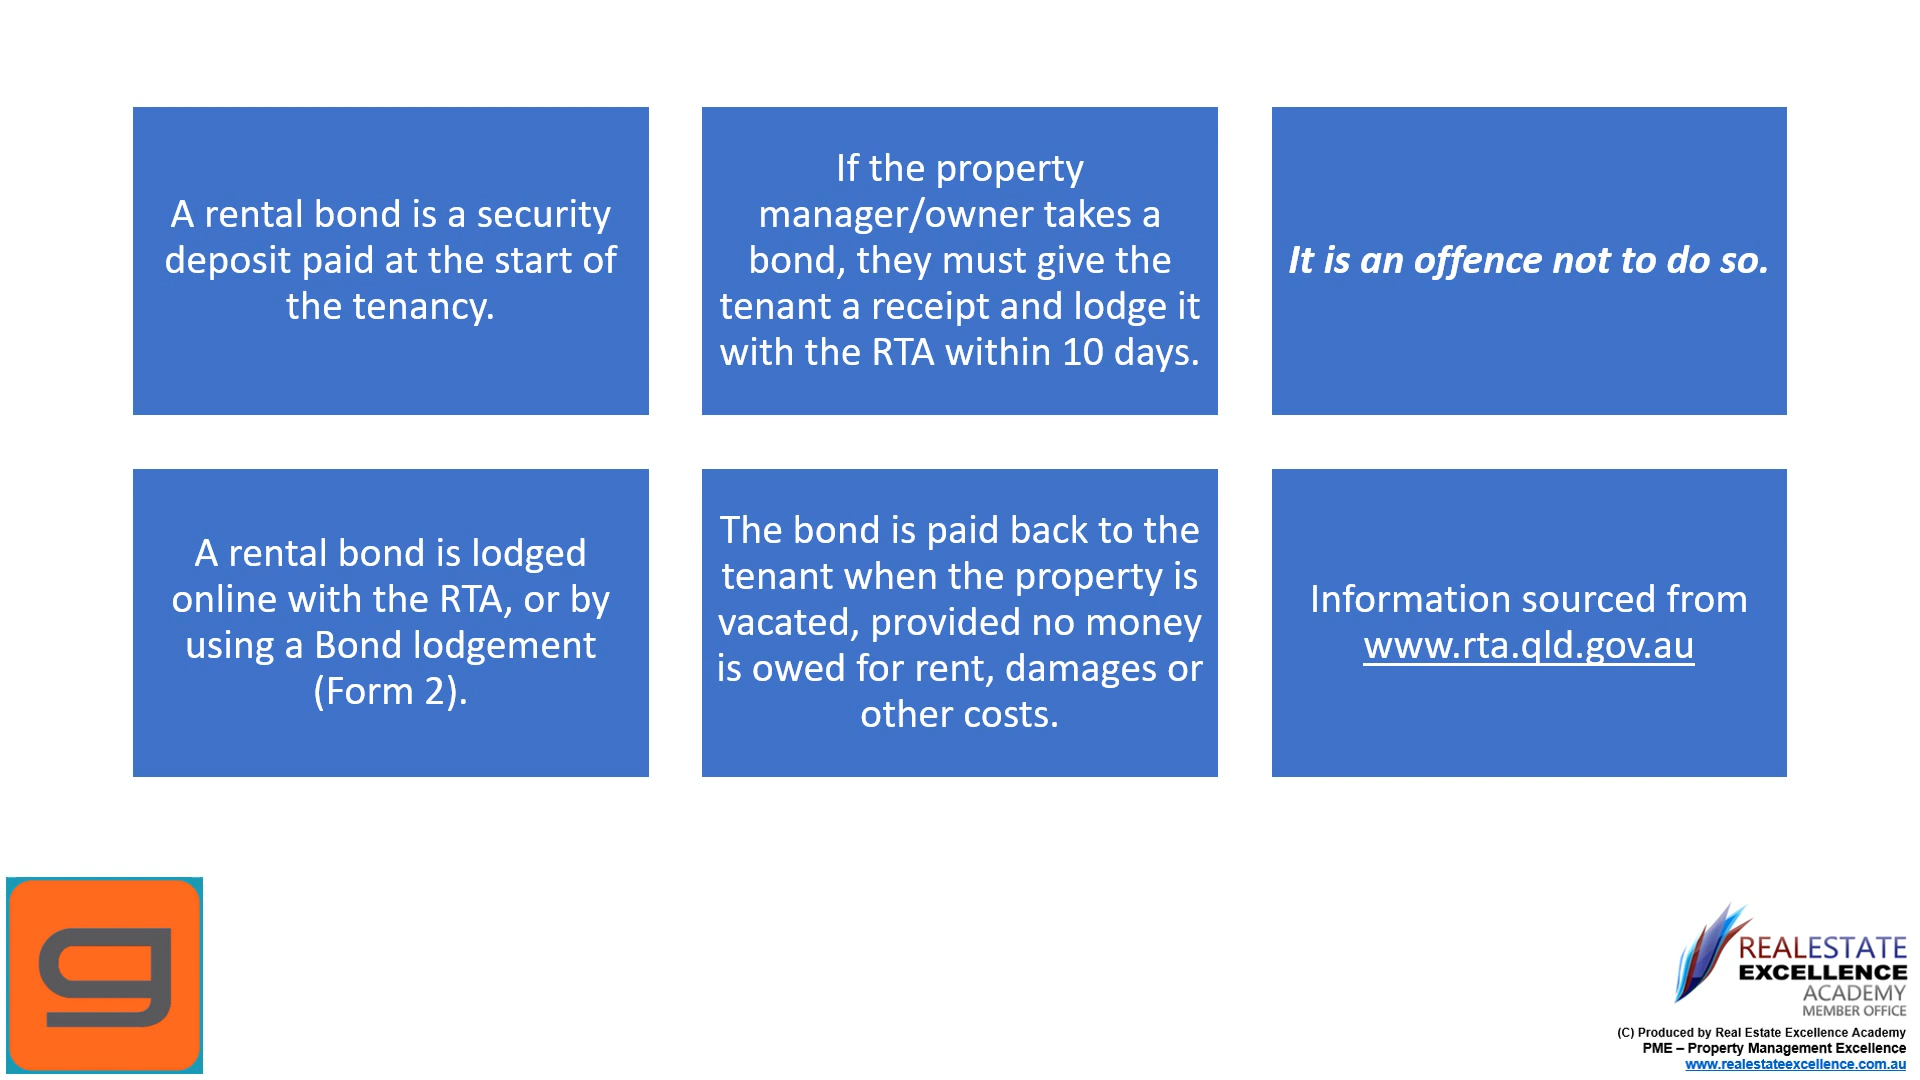 A rental bond is a security
deposit paid at the start of
the tenancy.
If the property
manager/owner takes a
bond, they must give the
tenant a receipt and lodge it
with the RTA within 10 days.
It is an offence not to do so.
A rental bond is lodged
online with the RTA, or by
using a Bond lodgement
(Form 2).
The bond is paid back to the
tenant when the property is
vacated, provided no money
is owed for rent, damages or
other costs.
Information sourced from
www.rta.qld.gov.au
g
REALESTATE
EXCELLENCE
ACADEMY
MEMBER OFFICE
(C) Produced by Real Estate Excellence Academy
PME – Property Management Excellence
www.realestateexcellence.com.au